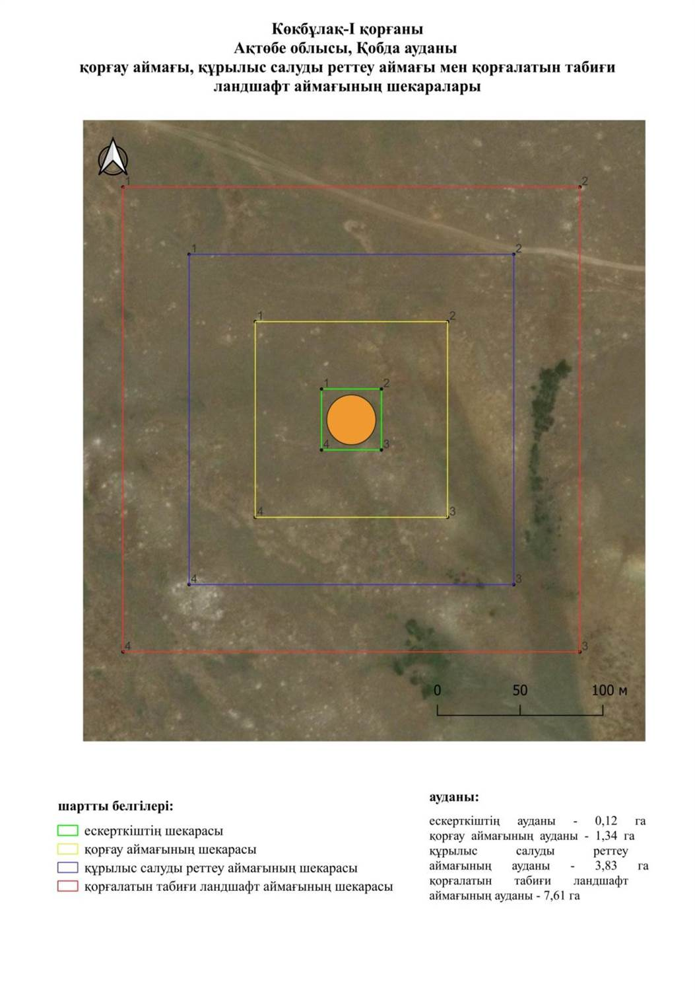 Көкбұлақ-I қорғаны
Ақтөбе облысы, Қобда ауданы
қорғау аймағы, құрылыс салуды реттеу аймағы мен қорғалатын табиғи
ландшафт аймағының шекаралары
1
2
1
2
1
2
1
2
4
3
4
3
4
3
4
3
0 50 100 м
шартты белгілері:
ескерткіштің шекарасы
қорғау аймағының шекарасы
құрылыс салуды реттеу аймағының шекарасы
қорғалатын табиғи ландшафт аймағының шекарасы
ауданы:
ескерткіштің ауданы - 0,12 га
қорғау аймағының ауданы - 1,34 га
құрылыс салуды реттеу
аймағының ауданы - 3,83 га
қорғалатын табиғи ландшафт
аймағының ауданы - 7,61 га